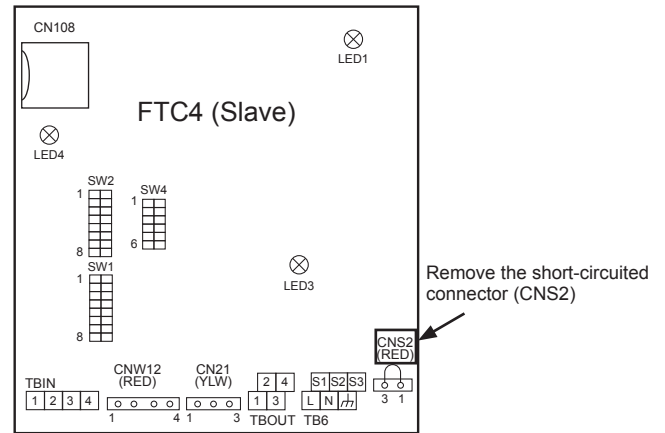 CN108
LED1
FTC4 (Slave)
LED4
SW2
1
8
SW4
1
6
SW1
1
8
LED3
Remove the short-circuited
connector (CNS2)
CNS2
(RED)
3 1
TBIN
1 2 3 4
CNW12
(RED)
1 4
CN21
(YLW)
1 3
2 4
1 3
TBOUT
S1 S2 S3
L N
TB6